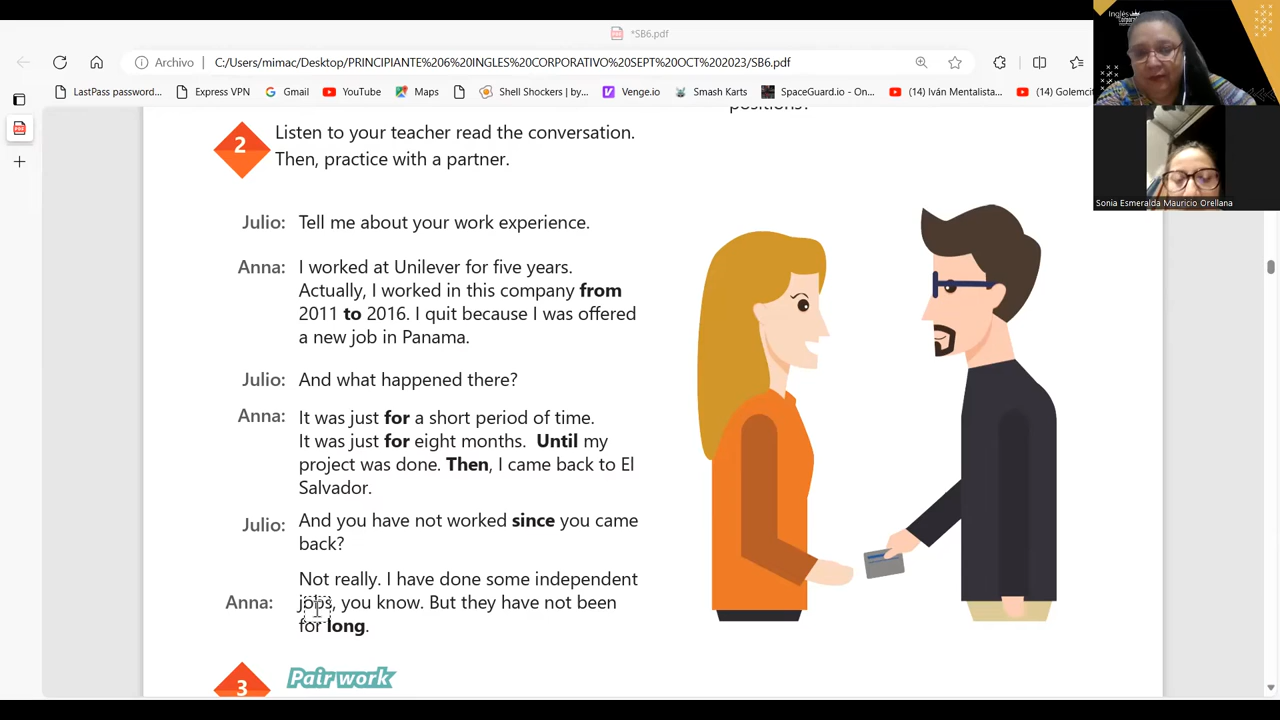 *SB6.pdf
Archivo
C:/Users/mimac/Desktop/PRINCIPIANTE%206%20INGLES%20CORPORATIVO%20SEPT%20OCT%202023/SB6.pdf
LastPass password...
Express VPN
Gmail
YouTube
Maps
Shell Shockers | by...
Venge.io
Smash Karts
SpaceGuard.io - On...
(14) Iván Mentalista...
(14) Golemcit
positions?
2
Listen to your teacher read the conversation.
Then, practice with a partner.
Julio: Tell me about your work experience.
Anna: I worked at Unilever for five years.
Actually, I worked in this company from
2011 to 2016. I quit because I was offered
a new job in Panama.
Julio: And what happened there?
Anna: It was just for a short period of time.
It was just for eight months. Until my
project was done. Then, I came back to El
Salvador.
Julio: And you have not worked since you came
back?
Not really. I have done some independent
Anna: jobs, you know. But they have not been
for long.
3
Pair work
Inglés
Sonia Esmeralda Mauricio Orellana